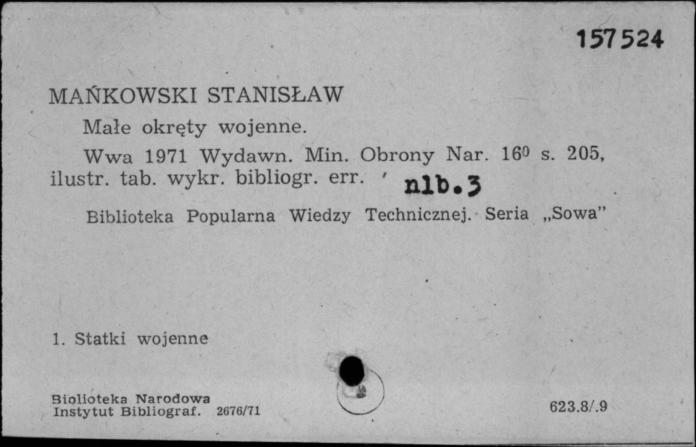 157524
MAŃKOWSKI STANISŁAW
Małe okręty wojenne.
Wwa 1971 Wydawn. Min. Obrony Nar. 16⁰ s. 205,
ilustr. tab. wykr. bibliogr. err. nlb.3
Biblioteka Popularna Wiedzy Technicznej. Seria „Sowa”
1. Statki wojenne
Biblioteka Narodowa
Instytut Bibliograf. 2676/71
623.8/.9